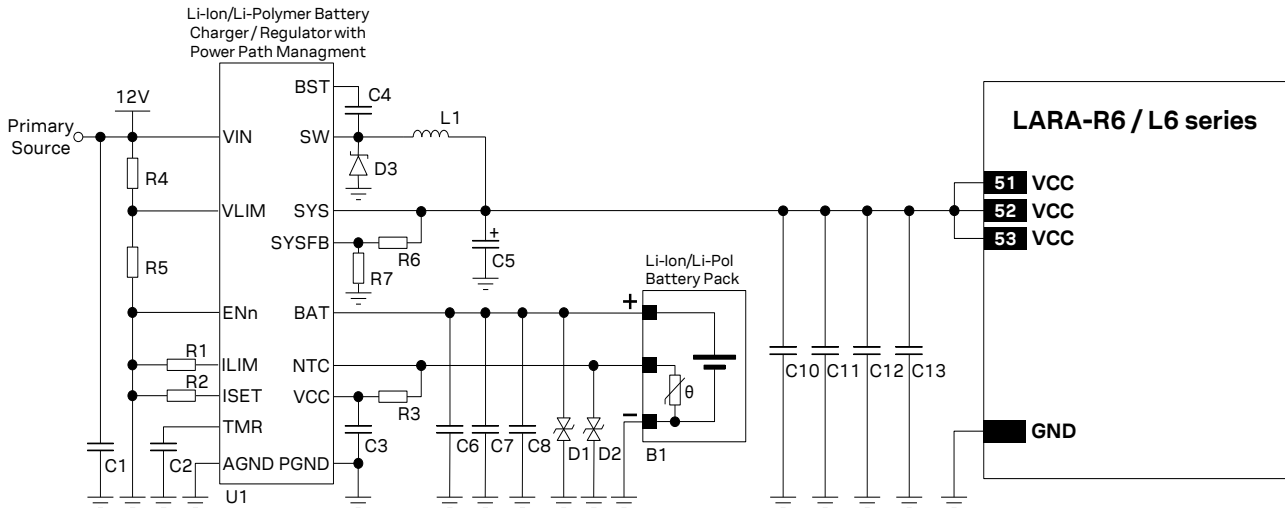 Li-Ion/Li-Polymer Battery
Charger / Regulator with
Power Path Managment
BST
C4
12V
L1
LARA-R6 / L6 series
Primary
Source
VIN
SW
D3
R4
51 VCC
VLIM
SYS
52 VCC
SYSFB
R6
53 VCC
+
C5
R5
R7
Li-Ion/Li-Pol
Battery Pack
ENn
BAT
+
R1
ILIM
NTC
C10
C11
C12
C13
R2
ISET
VCC
R3
θ
–
TMR
GND
C1
C2
AGND
PGND
C3
C6
C7
C8
D1
D2
B1
U1